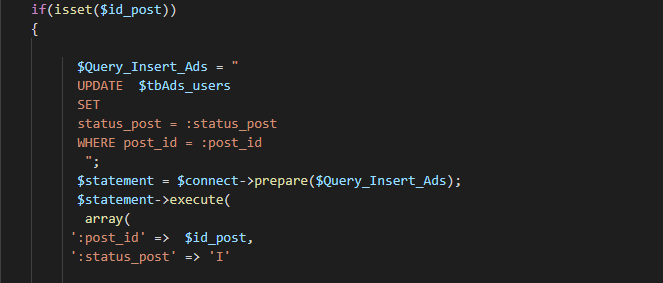 if(isset($id_post))
{
$Query_Insert_Ads = "
UPDATE  $tbAds_users
SET
status_post = :status_post
WHERE post_id = :post_id
";
$statement = $connect->prepare($Query_Insert_Ads);
$statement->execute(
array(
':post_id' =>  $id_post,
':status_post' => 'I'